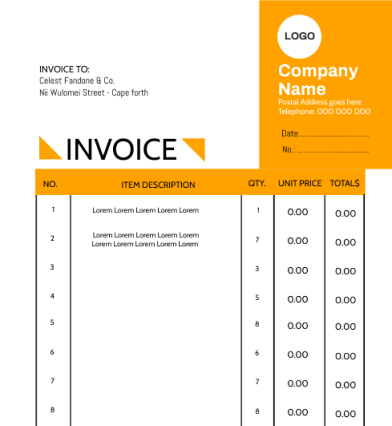 LOGO
INVOICE TO:
Celest Fandane & Co.
Nii Wulomei Street - Cape forth
Company
Name
Postal Address goes here
Telephone: 000 000 000
Date
No.:
INVOICE
NO. ITEM DESCRIPTION QTY. UNIT PRICE TOTALS
1 Lorem Lorem Lorem Lorem Lorem 1 0.00 0.00
2 Lorem Lorem Lorem Lorem Lorem 7 0.00 0.00
Lorem Lorem Lorem Lorem Lorem
3 3 0.00 0.00
4 5 0.00 0.00
5 8 0.00 0.00
6 6 0.00 0.00
7 7 0.00 0.00
8 8 0.00 0.00